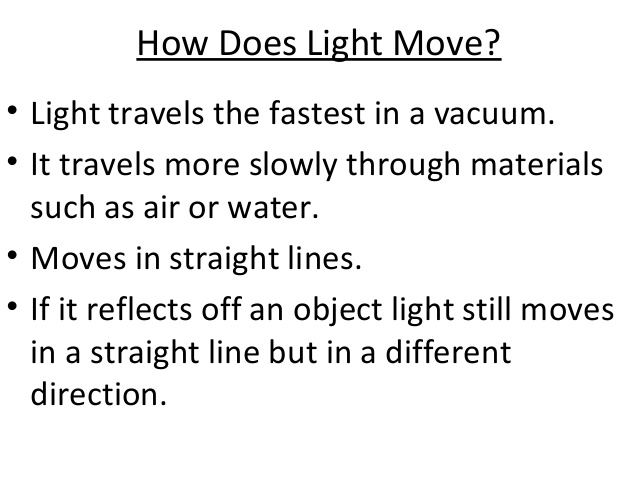 How Does Light Move?
• Light travels the fastest in a vacuum.
• It travels more slowly through materials
such as air or water.
• Moves in straight lines.
• If it reflects off an object light still moves
in a straight line but in a different
direction.